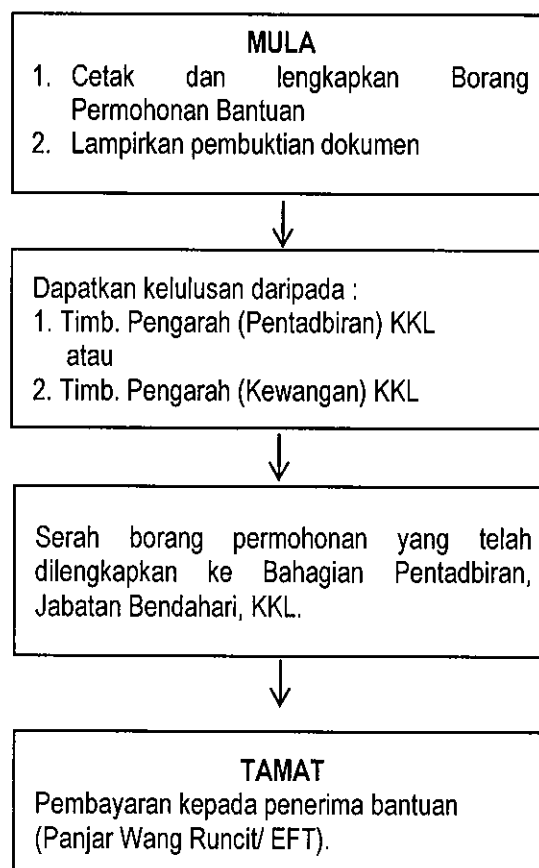 MULA
1. Cetak dan lengkapkan Borang
Permohonan Bantuan
2. Lampirkan pembuktian dokumen
Dapatkan kelulusan daripada :
1. Timb. Pengarah (Pentadbiran) KKL
atau
2. Timb. Pengarah (Kewangan) KKL
Serah borang permohonan yang telah
dilengkapkan ke Bahagian Pentadbiran,
Jabatan Bendahari, KKL.
TAMAT
Pembayaran kepada penerima bantuan
(Panjar Wang Runcit/ EFT).